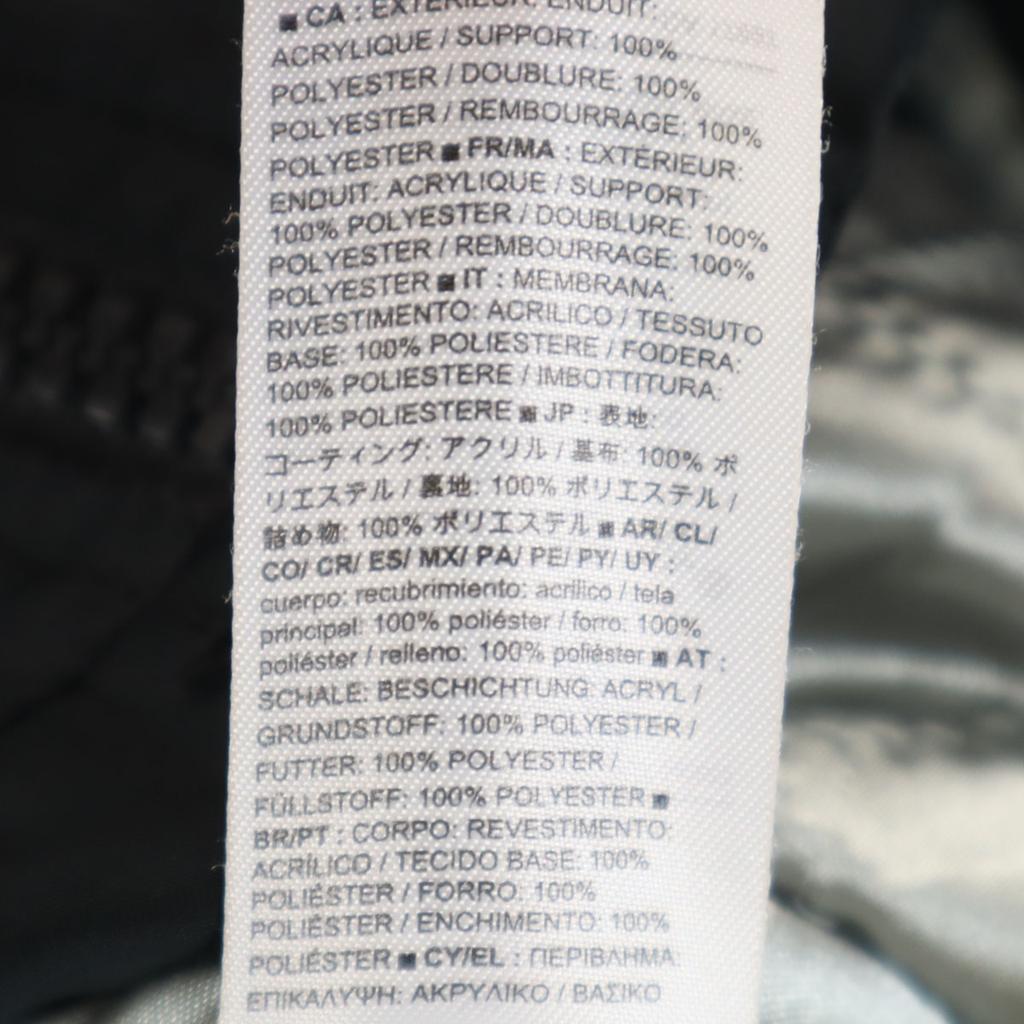 ■ CA : EXTÉRIEUR: ENDUIT:
ACRYLIQUE / SUPPORT: 100%
POLYESTER / DOUBLURE: 100%
POLYESTER / REMBOURRAGE: 100%
POLYESTER ■ FR/MA : EXTÉRIEUR:
ENDUIT: ACRYLIQUE / SUPPORT:
100% POLYESTER / DOUBLURE: 100%
POLYESTER / REMBOURRAGE: 100%
POLYESTER ■ IT : MEMBRANA:
RIVESTIMENTO: ACRILICO / TESSUTO
BASE: 100% POLIESTERE / FODERA:
100% POLIESTERE / IMBOTTITURA:
100% POLIESTERE ■ JP : 表地:
コーティング: アクリル / 基布: 100% ポ
リエステル / 裏地: 100% ポリエステル /
詰め物: 100% ポリエステル ■ AR/ CL/
CO/ CR/ ES/ MX/ PA/ PE/ PY/ UY :
cuerpo: recubrimiento: acrílico / tela
principal: 100% poliéster / forro: 100%
poliéster / relleno: 100% poliéster ■ AT :
SCHALE: BESCHICHTUNG: ACRYL /
GRUNDSTOFF: 100% POLYESTER /
FUTTER: 100% POLYESTER /
FÜLLSTOFF: 100% POLYESTER ■
BR/PT : CORPO: REVESTIMENTO:
ACRÍLICO / TECIDO BASE: 100%
POLIÉSTER / FORRO: 100%
POLIÉSTER / ENCHIMENTO: 100%
POLIÉSTER ■ CY/EL : ΠΕΡΙΒΛΗΜΑ:
ΕΠΙΚΑΛΥΨΗ: ΑΚΡΥΛΙΚΟ / ΒΑΣΙΚΟ